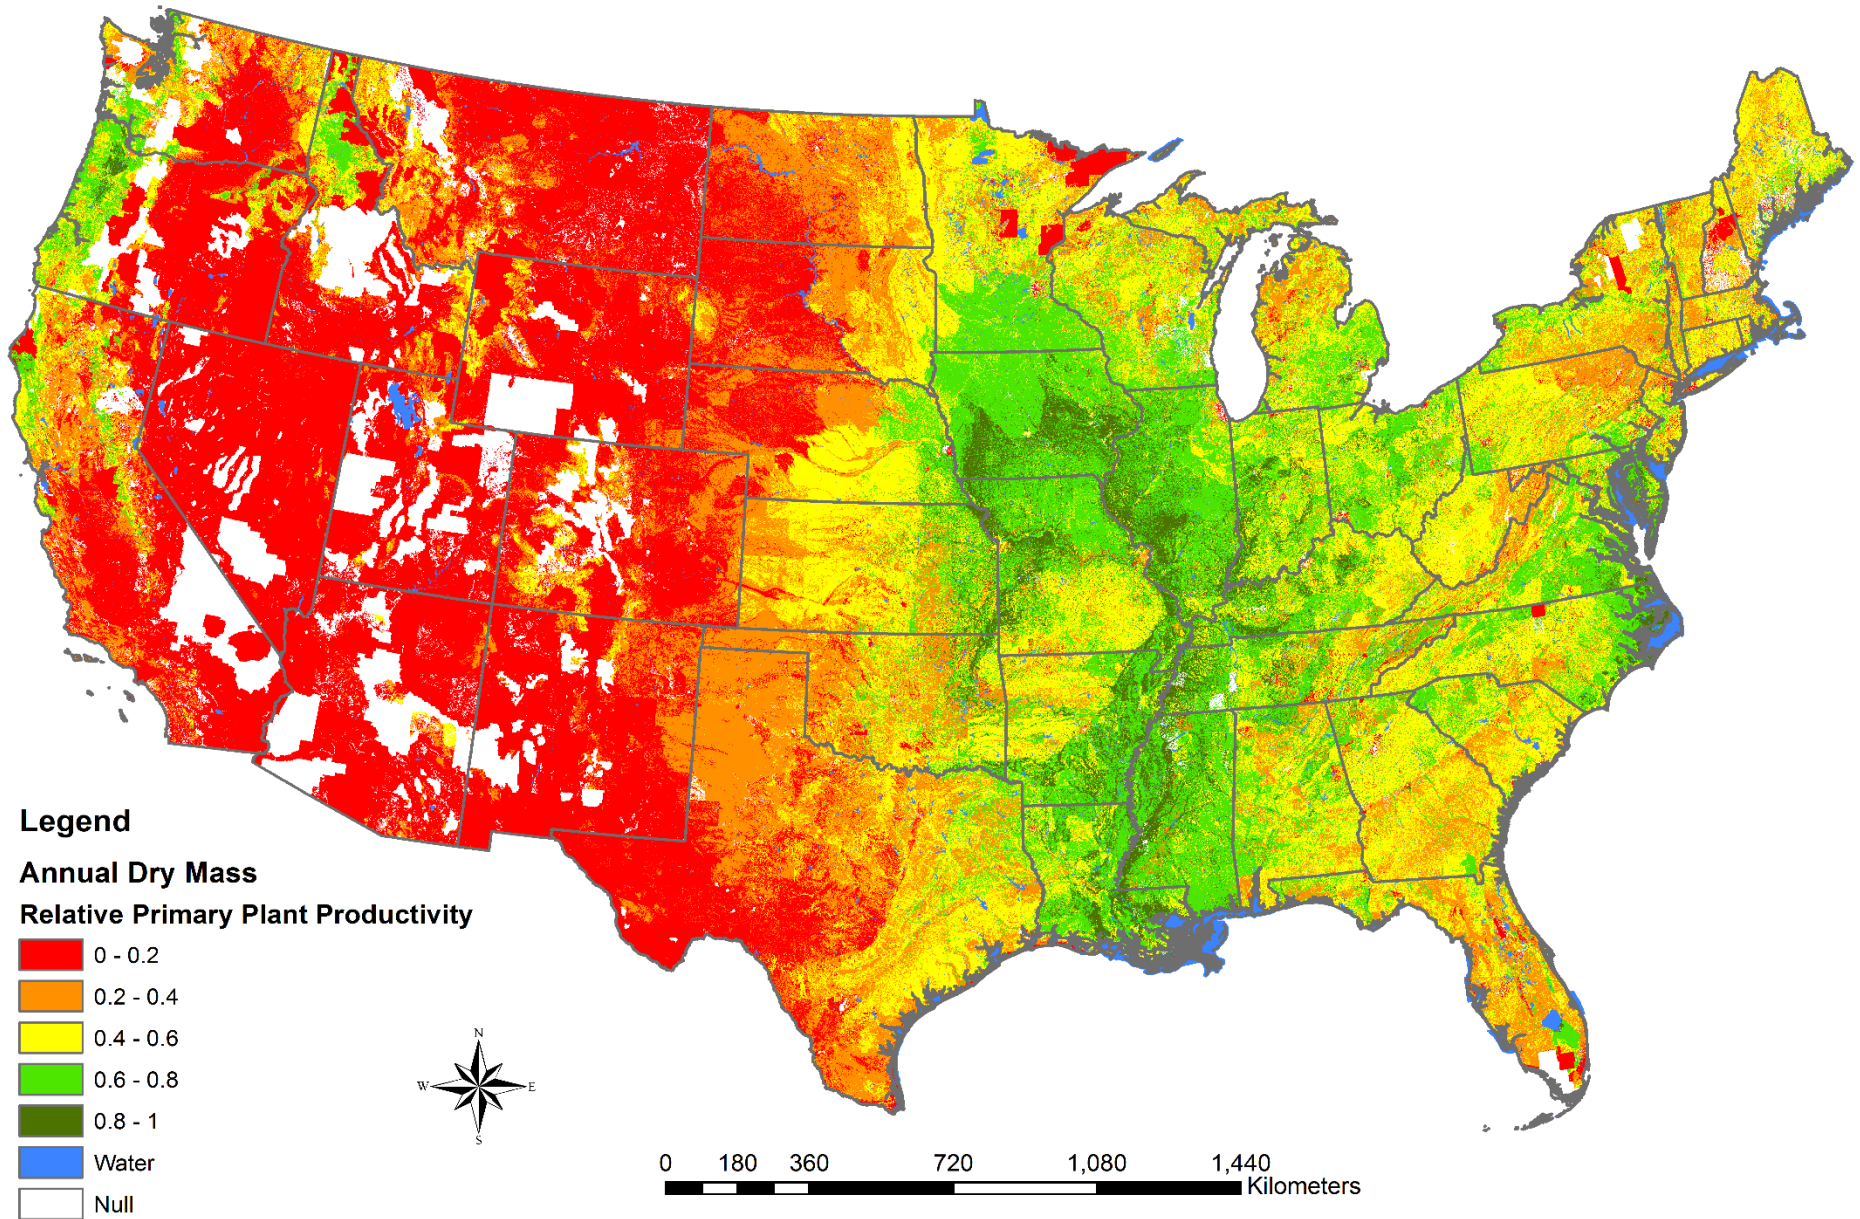 Legend
Annual Dry Mass
Relative Primary Plant Productivity
0 - 0.2
0.2 - 0.4
0.4 - 0.6
0.6 - 0.8
0.8 - 1
Water
Null
N
W E
S
0 180 360 720 1,080 1,440
Kilometers